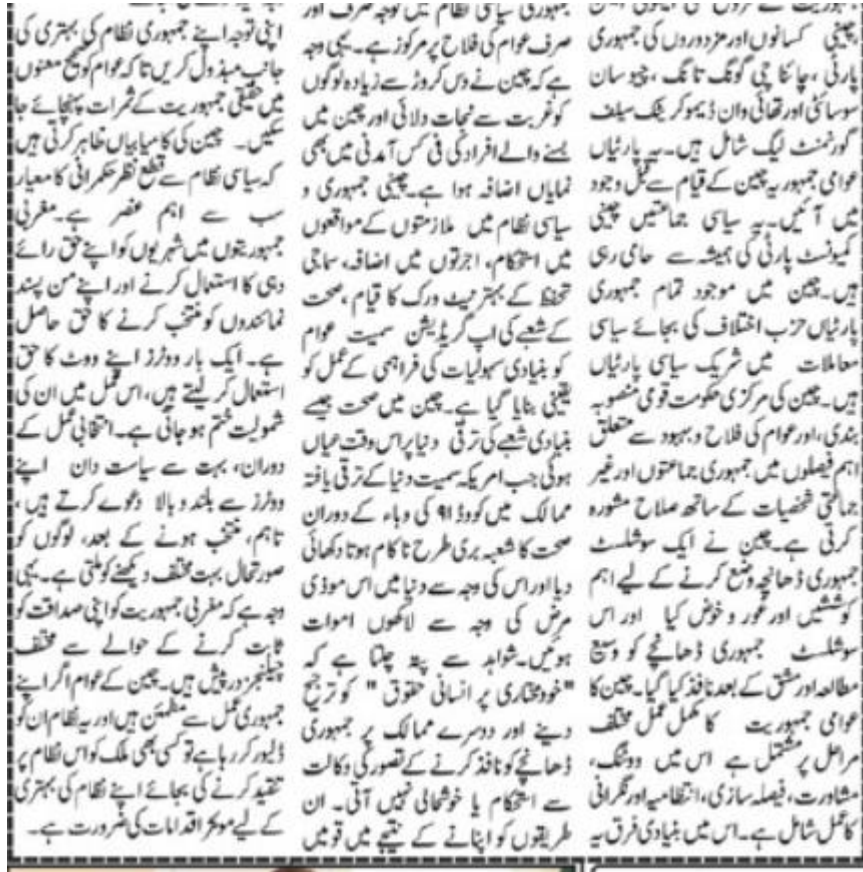 چینی کسانوں اور مزدوروں کی جمہوری
پارٹی، چائنا چی گونگ تانگ، چیو سان
سوسائٹی اور تھائی وان ڈیموکریٹک سیلف
گورنمنٹ لیگ شامل ہیں۔ یہ پارٹیاں
عوامی جمہوریہ چین کے قیام سے قبل وجود
میں آئیں۔ یہ سیاسی جماعتیں چینی
کمیونسٹ پارٹی کی ہمیشہ سے حامی رہی
ہیں۔ چین میں موجود تمام جمہوری
پارٹیاں حزب اختلاف کی بجائے سیاسی
معاملات میں شریک سیاسی پارٹیاں
ہیں۔ چین کی مرکزی حکومت قومی منصوبہ
بندی، اور عوام کی فلاح و بہبود سے متعلق
اہم فیصلوں میں جمہوری جماعتوں اور غیر
جماعتی شخصیات کے ساتھ صلاح مشورہ
کرتی ہے۔ چین نے ایک سوشلسٹ
جمہوری ڈھانچہ وضع کرنے کے لیے اہم
کوششیں اور غور و خوض کیا اور اس
سوشلسٹ جمہوری ڈھانچے کو وسیع
مطالعہ اور مشق کے بعد نافذ کیا گیا۔ چین کا
عوامی جمہوریت کا مکمل عمل مختلف
مراحل پر مشتمل ہے اس میں ووٹنگ،
مشاورت، فیصلہ سازی، انتظامیہ اور نگرانی
کا عمل شامل ہے۔ اس میں بنیادی فرق یہ
جمہوری سیاسی نظام میں توجہ صرف اور
صرف عوام کی فلاح پر مرکوز ہے۔ یہی وجہ
ہے کہ چین نے دس کروڑ سے زیادہ لوگوں
کو غربت سے نجات دلائی اور چین میں
بسنے والے افراد کی فی کس آمدنی میں بھی
نمایاں اضافہ ہوا ہے۔ چینی جمہوری و
سیاسی نظام میں ملازمتوں کے مواقعوں
میں استحکام، اجرتوں میں اضافہ، سماجی
تحفظ کے بہتر نیٹ ورک کا قیام، صحت
کے شعبے کی اپ گریڈیشن سمیت عوام
کو بنیادی سہولیات کی فراہمی کے عمل کو
یقینی بنایا گیا ہے۔ چین میں صحت جیسے
بنیادی شعبے کی ترقی دنیا پر اس وقت عیاں
ہوئی جب امریکہ سمیت دنیا کے ترقی یافتہ
ممالک میں کووڈ ۱۹ کی وباء کے دوران
صحت کا شعبہ بری طرح ناکام ہوتا دکھائی
دیا اور اس کی وجہ سے دنیا میں اس موذی
مرض کی وجہ سے لاکھوں اموات
ہوئیں۔ شواہد سے پتہ چلتا ہے کہ
"خودمختاری پر انسانی حقوق" کو ترجیح
دینے اور دوسرے ممالک پر جمہوری
ڈھانچے کو نافذ کرنے کے تصور کی وکالت
سے استحکام یا خوشحالی نہیں آتی۔ ان
طریقوں کو اپنانے کے نتیجے میں قومیں
اپنی توجہ اپنے جمہوری نظام کی بہتری کی
جانب مبذول کریں تاکہ عوام کو صحیح معنوں
میں حقیقی جمہوریت کے ثمرات پہنچائے جا
سکیں۔ چین کی کامیابیاں ظاہر کرتی ہیں
کہ سیاسی نظام سے قطع نظر حکمرانی کا معیار
سب سے اہم عنصر ہے۔ مغربی
جمہوریتوں میں شہریوں کو اپنے حق رائے
دہی کا استعمال کرنے اور اپنے من پسند
نمائندوں کو منتخب کرنے کا حق حاصل
ہے۔ ایک بار ووٹرز اپنے ووٹ کا حق
استعمال کر لیتے ہیں، اس عمل میں ان کی
شمولیت ختم ہو جاتی ہے۔ انتخابی عمل کے
دوران، بہت سے سیاست دان اپنے
ووٹرز سے بلند و بالا دعوے کرتے ہیں،
تاہم، منتخب ہونے کے بعد، لوگوں کو
صورتحال بہت مختلف دیکھنے کو ملتی ہے۔ یہی
وجہ ہے کہ مغربی جمہوریت کو اپنی صداقت کو
ثابت کرنے کے حوالے سے مختلف
چیلنجز درپیش ہیں۔ چین کے عوام اگر اپنے
جمہوری عمل سے مطمئن ہیں اور یہ نظام ان کو
ڈلیور کر رہا ہے تو کسی بھی ملک کو اس نظام پر
تنقید کرنے کی بجائے اپنے نظام کی بہتری
کے لیے موثر اقدامات کی ضرورت ہے۔